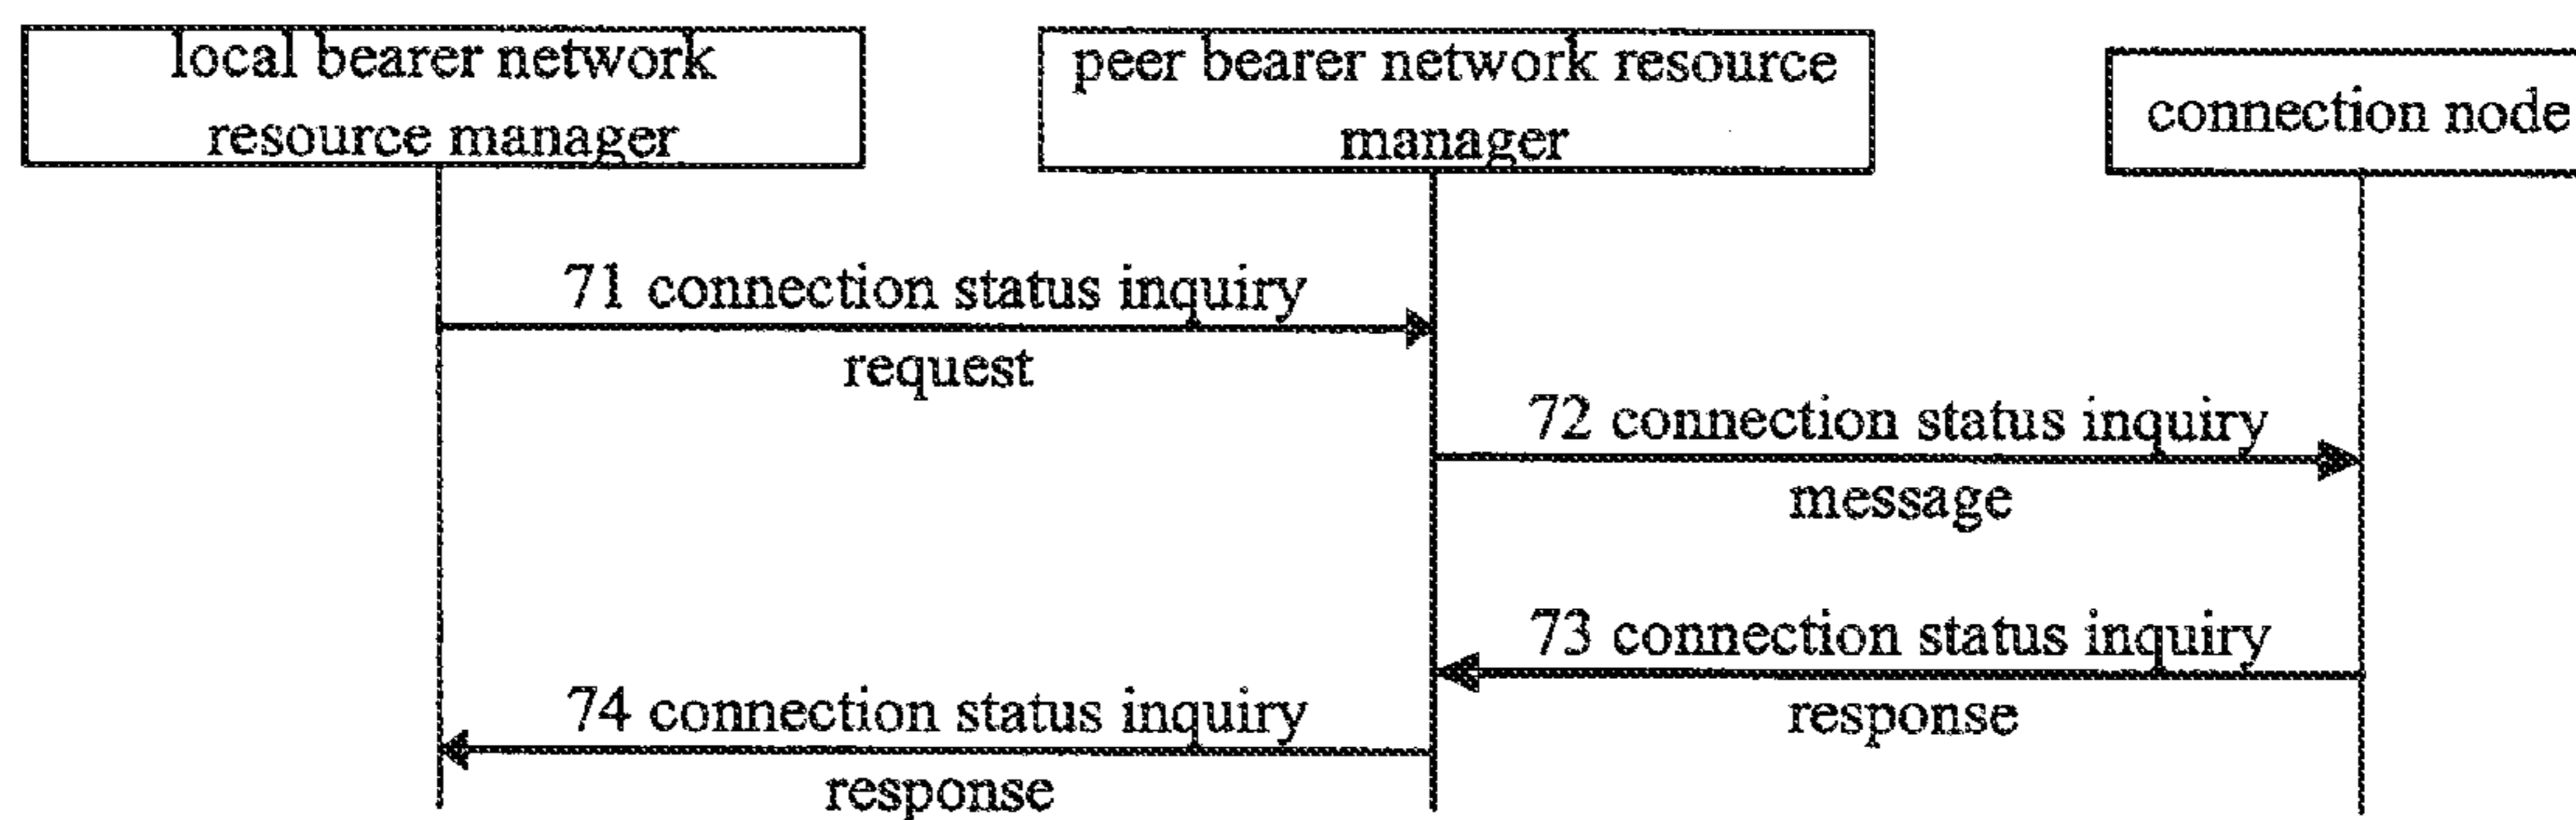 local bearer network
resource manager
peer bearer network resource
manager
connection node
71 connection status inquiry
request
72 connection status inquiry
message
73 connection status inquiry
response
74 connection status inquiry
response